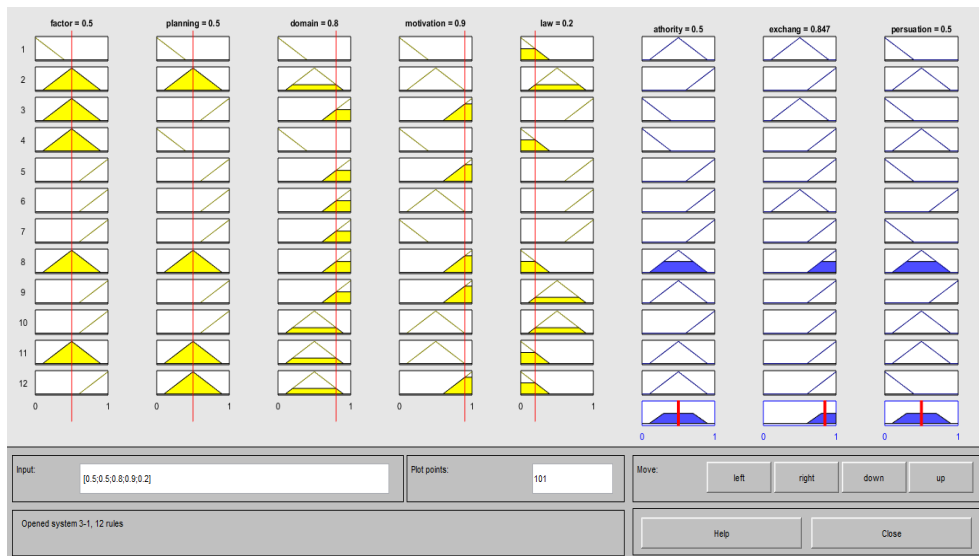 factor = 0.5 planning = 0.5 domain = 0.8 motivation = 0.9 law = 0.2 athority = 0.5 exchang = 0.847 persuation = 0.5
1
2
3
4
5
6
7
8
9
10
11
12
0 1 0 1 0 1 0 1 0 1
0 1 0 1 0 1
Input: [0.5;0.5;0.8;0.9;0.2] Plot points: 101 Move: left right down up
Opened system 3-1, 12 rules Help Close